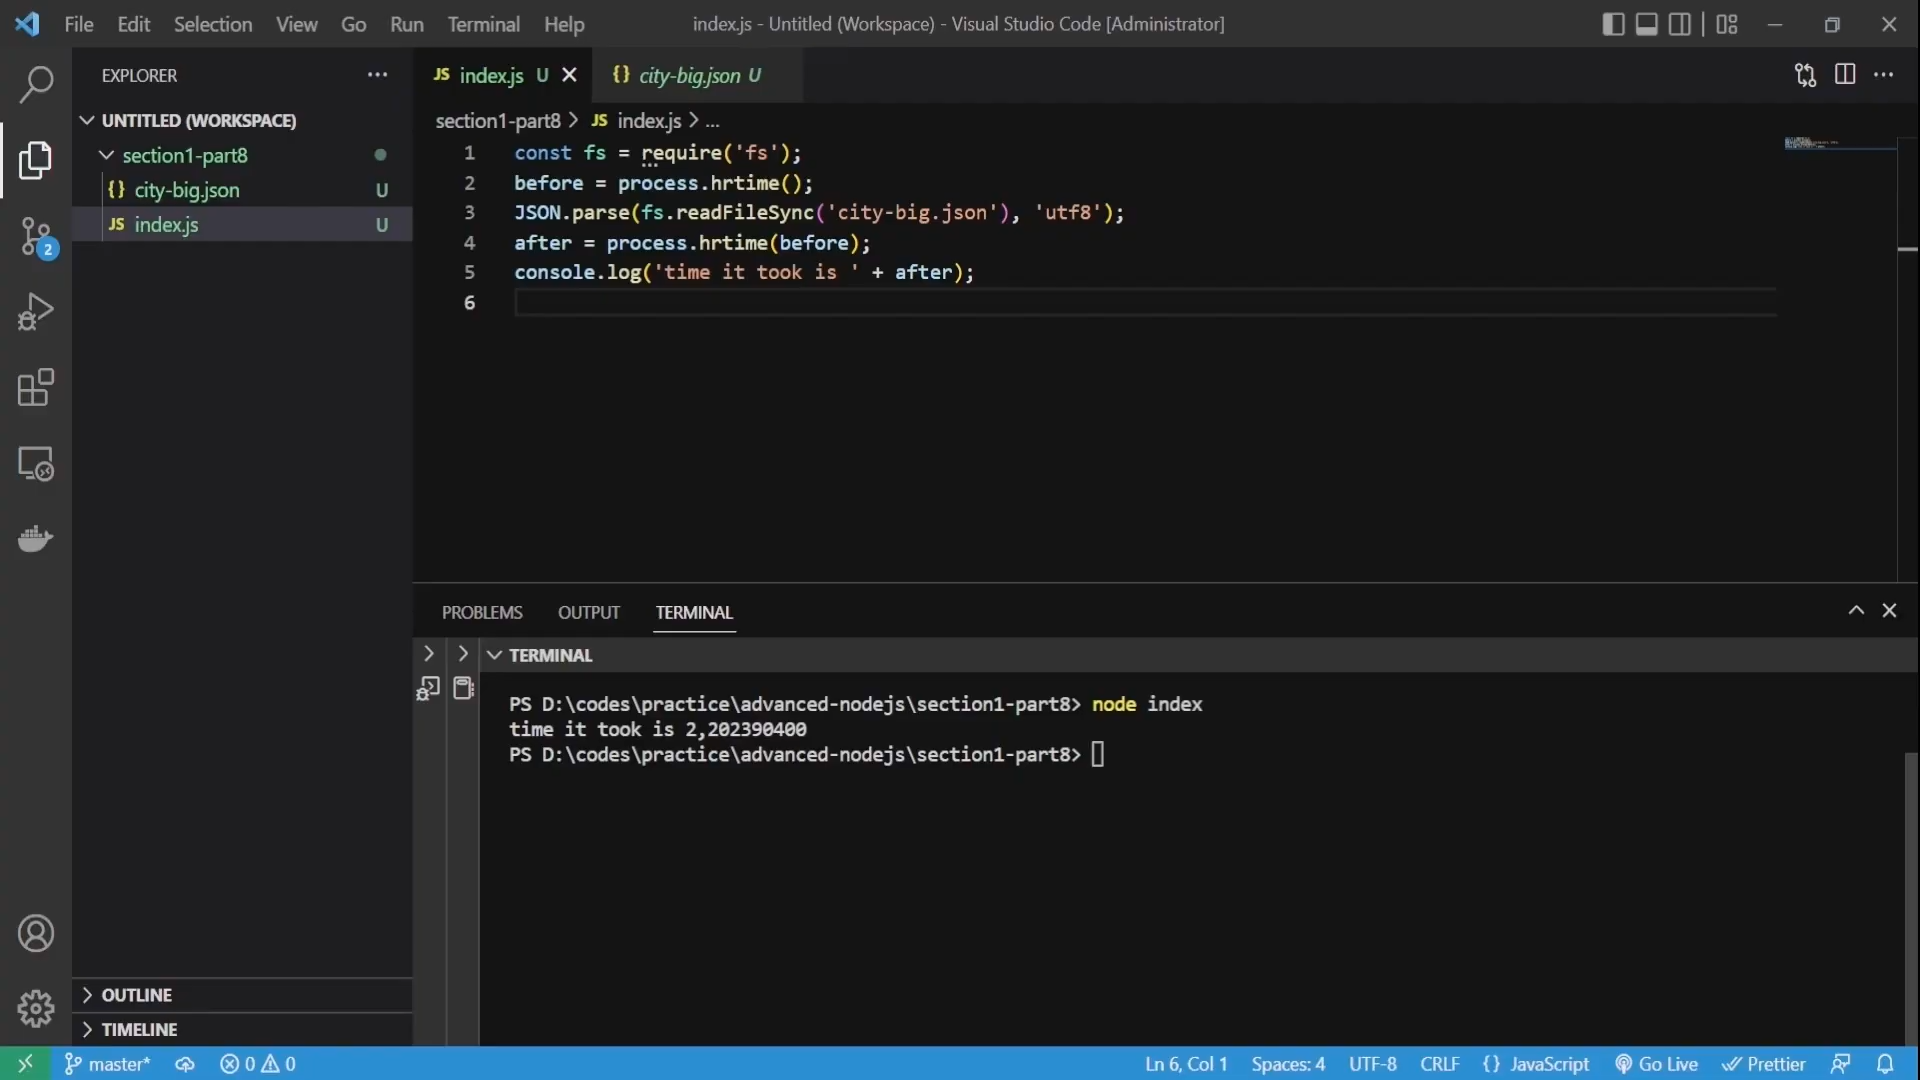 File Edit Selection View Go Run Terminal Help index.js - Untitled (Workspace) - Visual Studio Code [Administrator]
EXPLORER
UNTITLED (WORKSPACE)
section1-part8
{} city-big.json U
JS index.js U
OUTLINE
TIMELINE
2
JS index.js U
{} city-big.json U
section1-part8 > JS index.js > ...
1 const fs = require('fs');
2 before = process.hrtime();
3 JSON.parse(fs.readFileSync('city-big.json'), 'utf8');
4 after = process.hrtime(before);
5 console.log('time it took is ' + after);
6
PROBLEMS OUTPUT TERMINAL
TERMINAL
PS D:\codes\practice\advanced-nodejs\section1-part8> node index
time it took is 2,202390400
PS D:\codes\practice\advanced-nodejs\section1-part8>
master* 0 0 Ln 6, Col 1 Spaces: 4 UTF-8 CRLF {} JavaScript Go Live Prettier